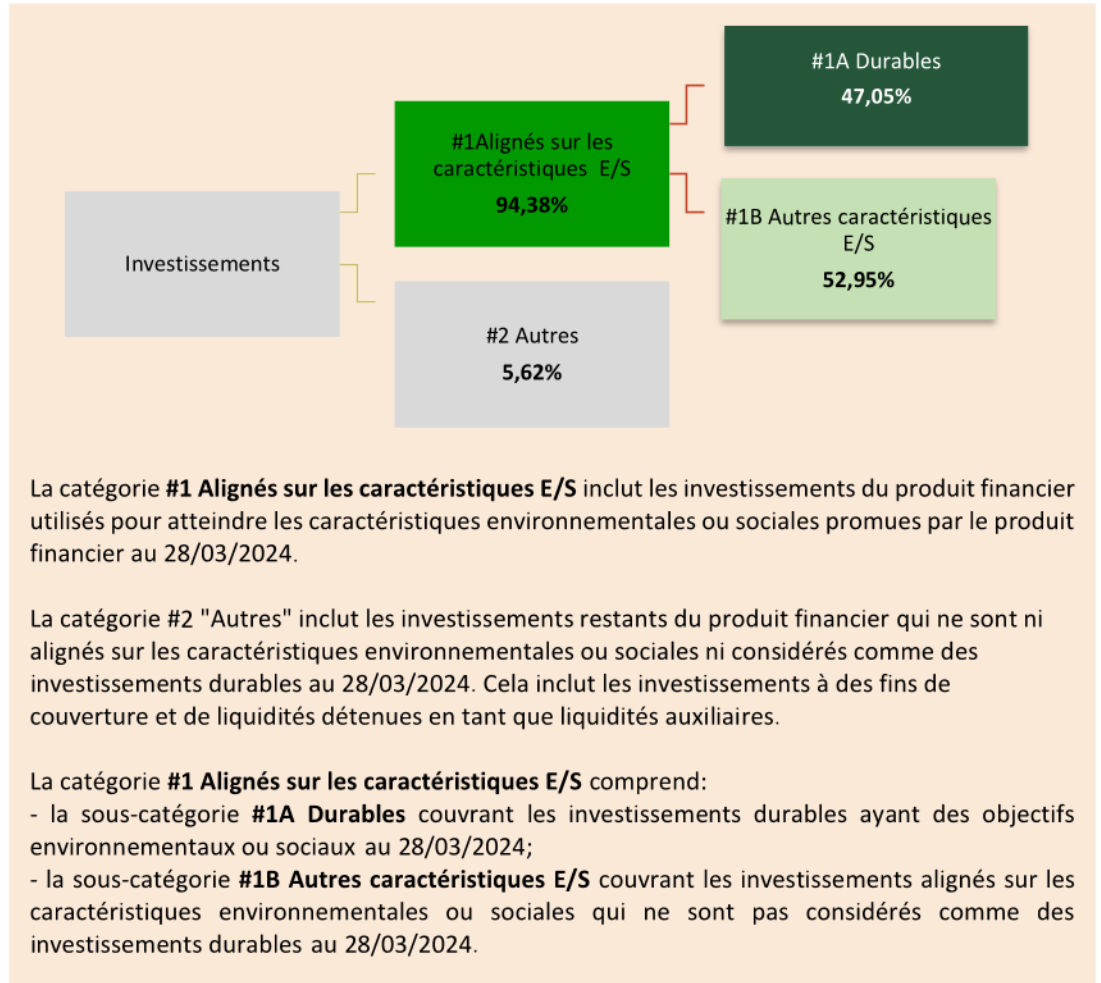 #1A Durables
47,05%
#1Alignés sur les
caractéristiques E/S
94,38%
#1B Autres caractéristiques
E/S
52,95%
Investissements
#2 Autres
5,62%
La catégorie #1 Alignés sur les caractéristiques E/S inclut les investissements du produit financier
utilisés pour atteindre les caractéristiques environnementales ou sociales promues par le produit
financier au 28/03/2024.
La catégorie #2 "Autres" inclut les investissements restants du produit financier qui ne sont ni
alignés sur les caractéristiques environnementales ou sociales ni considérés comme des
investissements durables au 28/03/2024. Cela inclut les investissements à des fins de
couverture et de liquidités détenues en tant que liquidités auxiliaires.
La catégorie #1 Alignés sur les caractéristiques E/S comprend:
- la sous-catégorie #1A Durables couvrant les investissements durables ayant des objectifs
environnementaux ou sociaux au 28/03/2024;
- la sous-catégorie #1B Autres caractéristiques E/S couvrant les investissements alignés sur les
caractéristiques environnementales ou sociales qui ne sont pas considérés comme des
investissements durables au 28/03/2024.